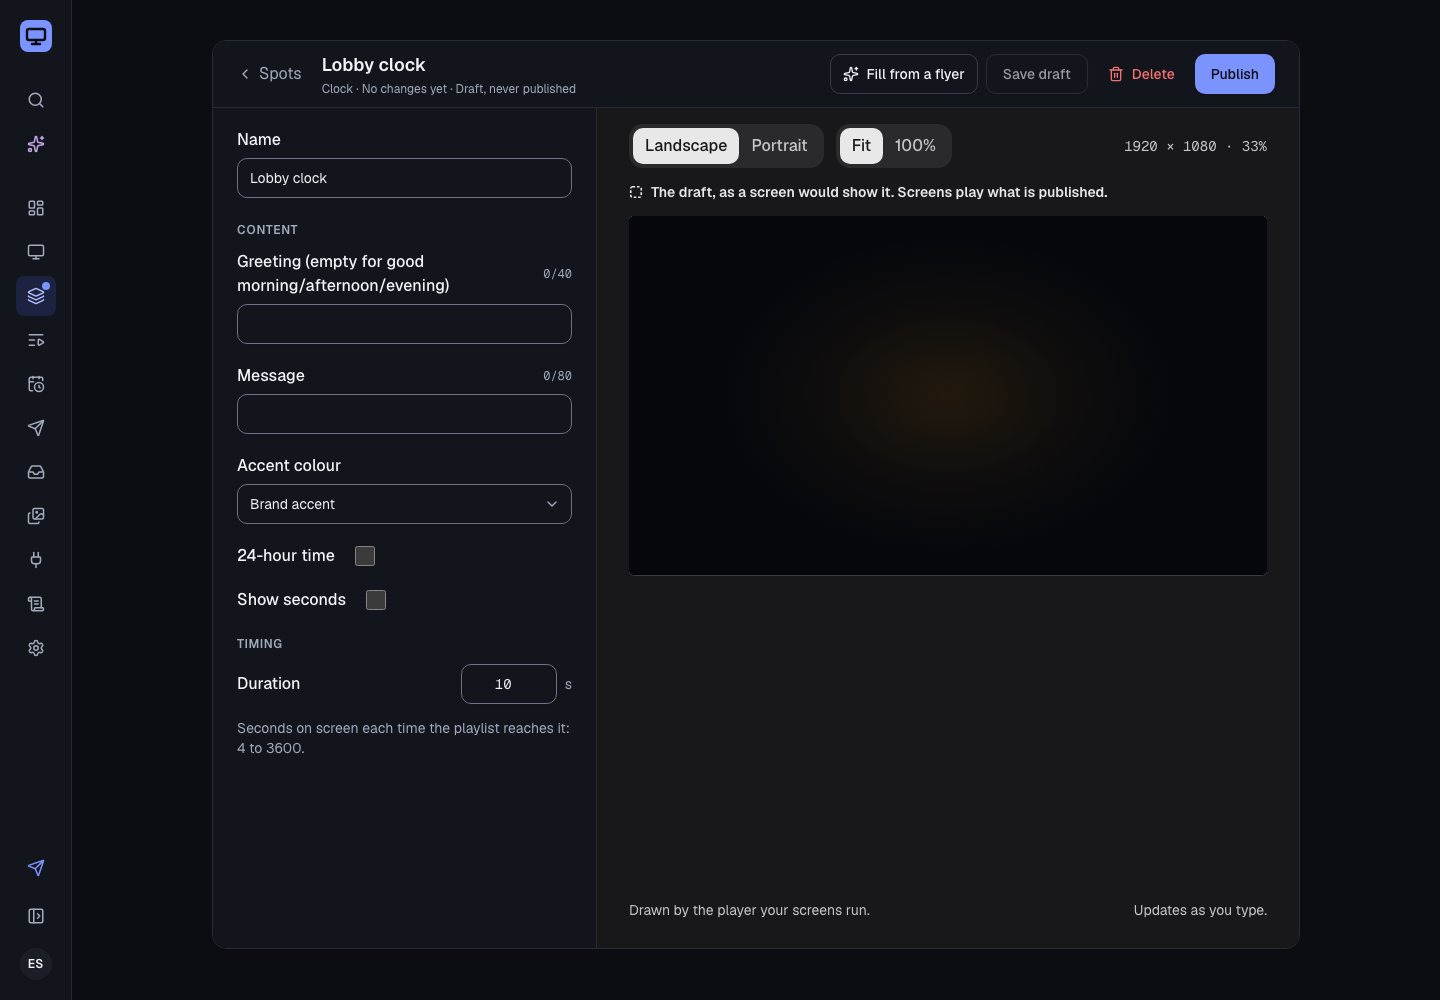 Spots
Lobby clock
Clock · No changes yet · Draft, never published
Fill from a flyer
Save draft
Delete
Publish
Name
Lobby clock
CONTENT
Greeting (empty for good
morning/afternoon/evening)
0/40
Message
0/80
Accent colour
Brand accent
24-hour time
Show seconds
TIMING
Duration
10
s
Seconds on screen each time the playlist reaches it:
4 to 3600.
Landscape
Portrait
Fit
100%
1920 × 1080 · 33%
The draft, as a screen would show it. Screens play what is published.
Drawn by the player your screens run.
Updates as you type.
ES